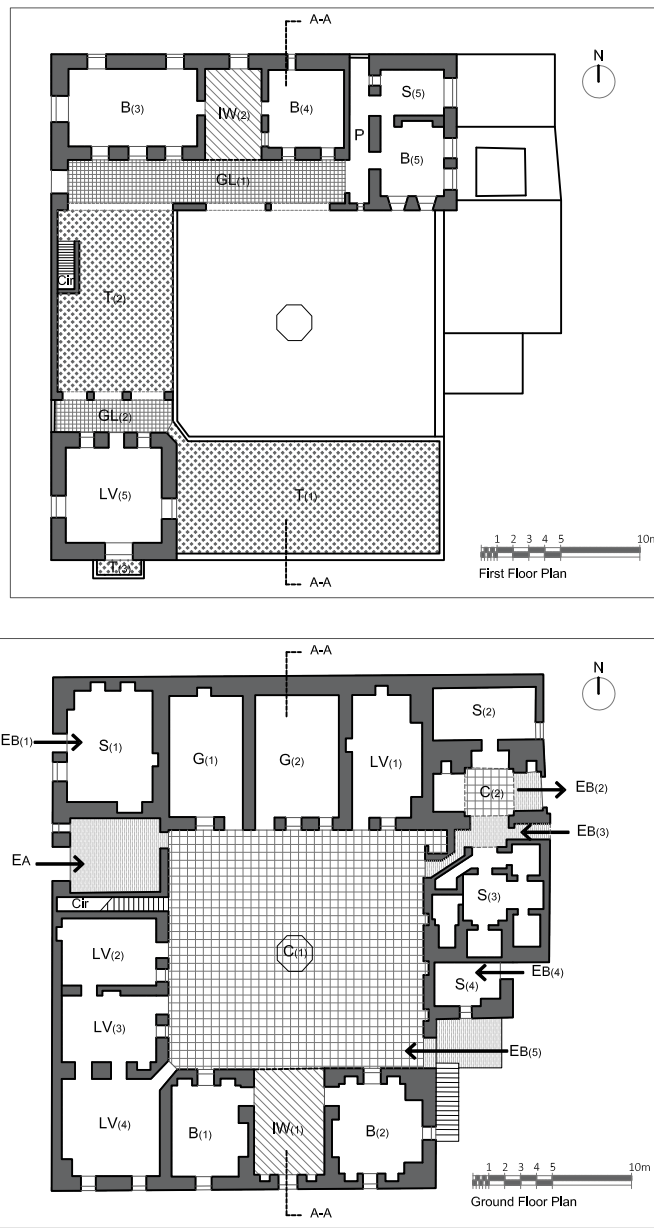 A-A
N
B(3)
IW(2)
B(4)
S(5)
P
B(5)
GL(1)
Cir
T(2)
GL(2)
LV(5)
T(1)
T(3)
A-A
1 2 3 4 5 10m
First Floor Plan
A-A
N
EB(1)
S(1)
G(1)
G(2)
LV(1)
S(2)
C(2)
EB(2)
EB(3)
EA
Cir
S(3)
LV(2)
C(1)
S(4)
EB(4)
LV(3)
EB(5)
LV(4)
B(1)
IW(1)
B(2)
1 2 3 4 5 10m
Ground Floor Plan
A-A